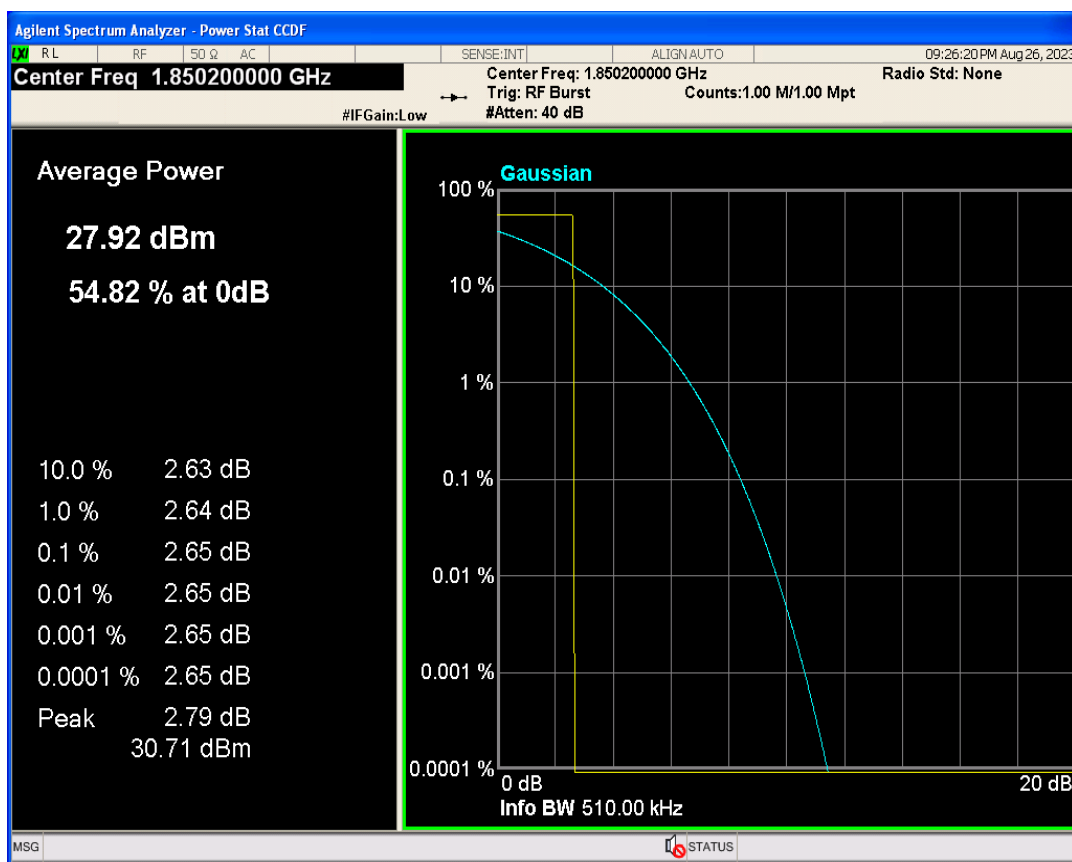 Agilent Spectrum Analyzer - Power Stat CCDF
LXI RL RF 50 Ω AC SENSE:INT ALIGN AUTO 09:26:20 PM Aug 26, 2023
Center Freq 1.850200000 GHz
Center Freq: 1.850200000 GHz Radio Std: None
Trig: RF Burst Counts:1.00 M/1.00 Mpt
#IFGain:Low #Atten: 40 dB
Average Power
27.92 dBm
54.82 % at 0dB
10.0 % 2.63 dB
1.0 % 2.64 dB
0.1 % 2.65 dB
0.01 % 2.65 dB
0.001 % 2.65 dB
0.0001 % 2.65 dB
Peak 2.79 dB
30.71 dBm
Gaussian
100 %
10 %
1 %
0.1 %
0.01 %
0.001 %
0.0001 %
0 dB 20 dB
Info BW 510.00 kHz
MSG STATUS